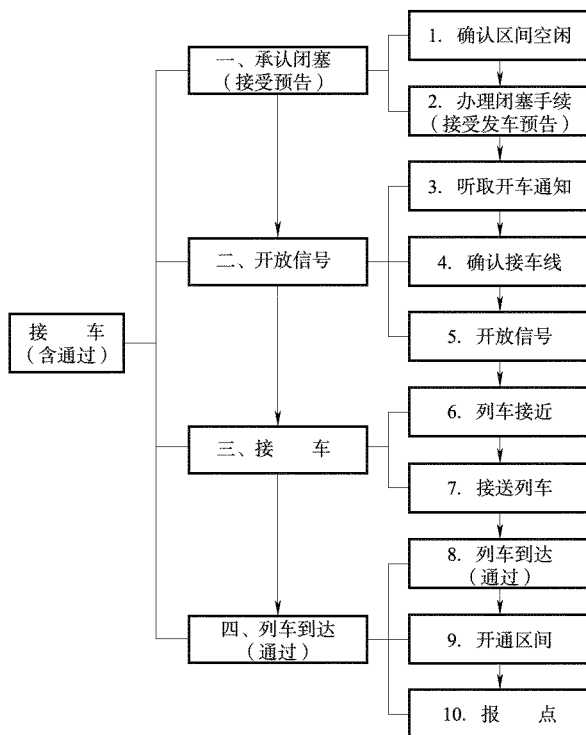 接　　车
（含通过）
一、承认闭塞
（接受预告）
1. 确认区间空闲
2. 办理闭塞手续
（接受发车预告）
二、开放信号
3. 听取开车通知
4. 确认接车线
5. 开放信号
三、接　　车
6. 列车接近
7. 接送列车
四、列车到达
（通过）
8. 列车到达
（通过）
9. 开通区间
10. 报　　点